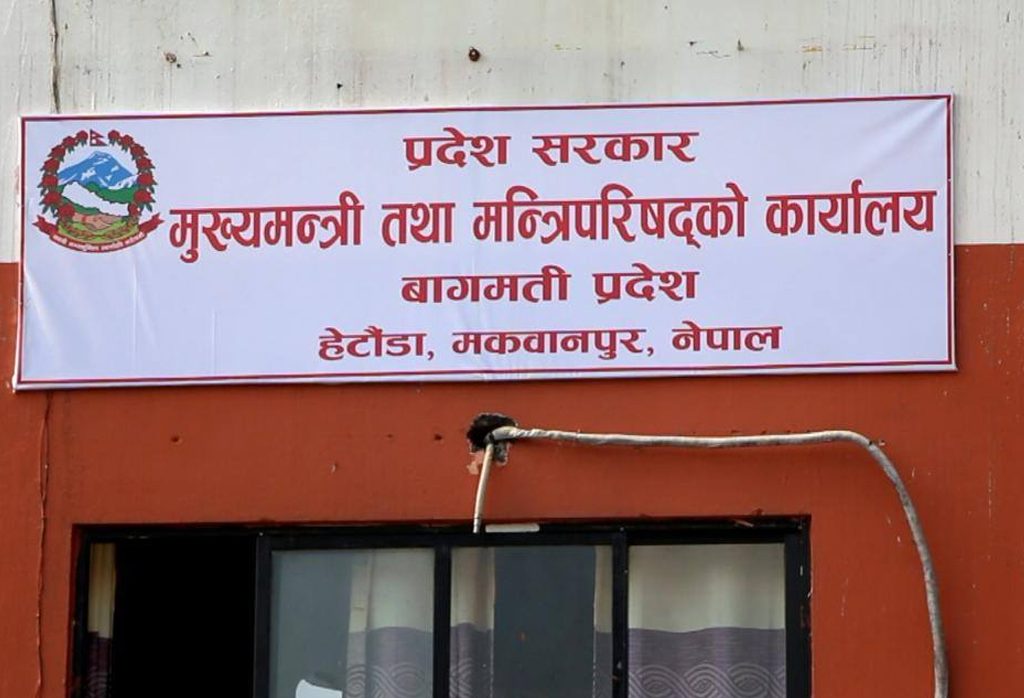 प्रदेश सरकार
मुख्यमन्त्री तथा मन्त्रिपरिषद्को कार्यालय
बागमती प्रदेश
हेटौंडा, मकवानपुर, नेपाल